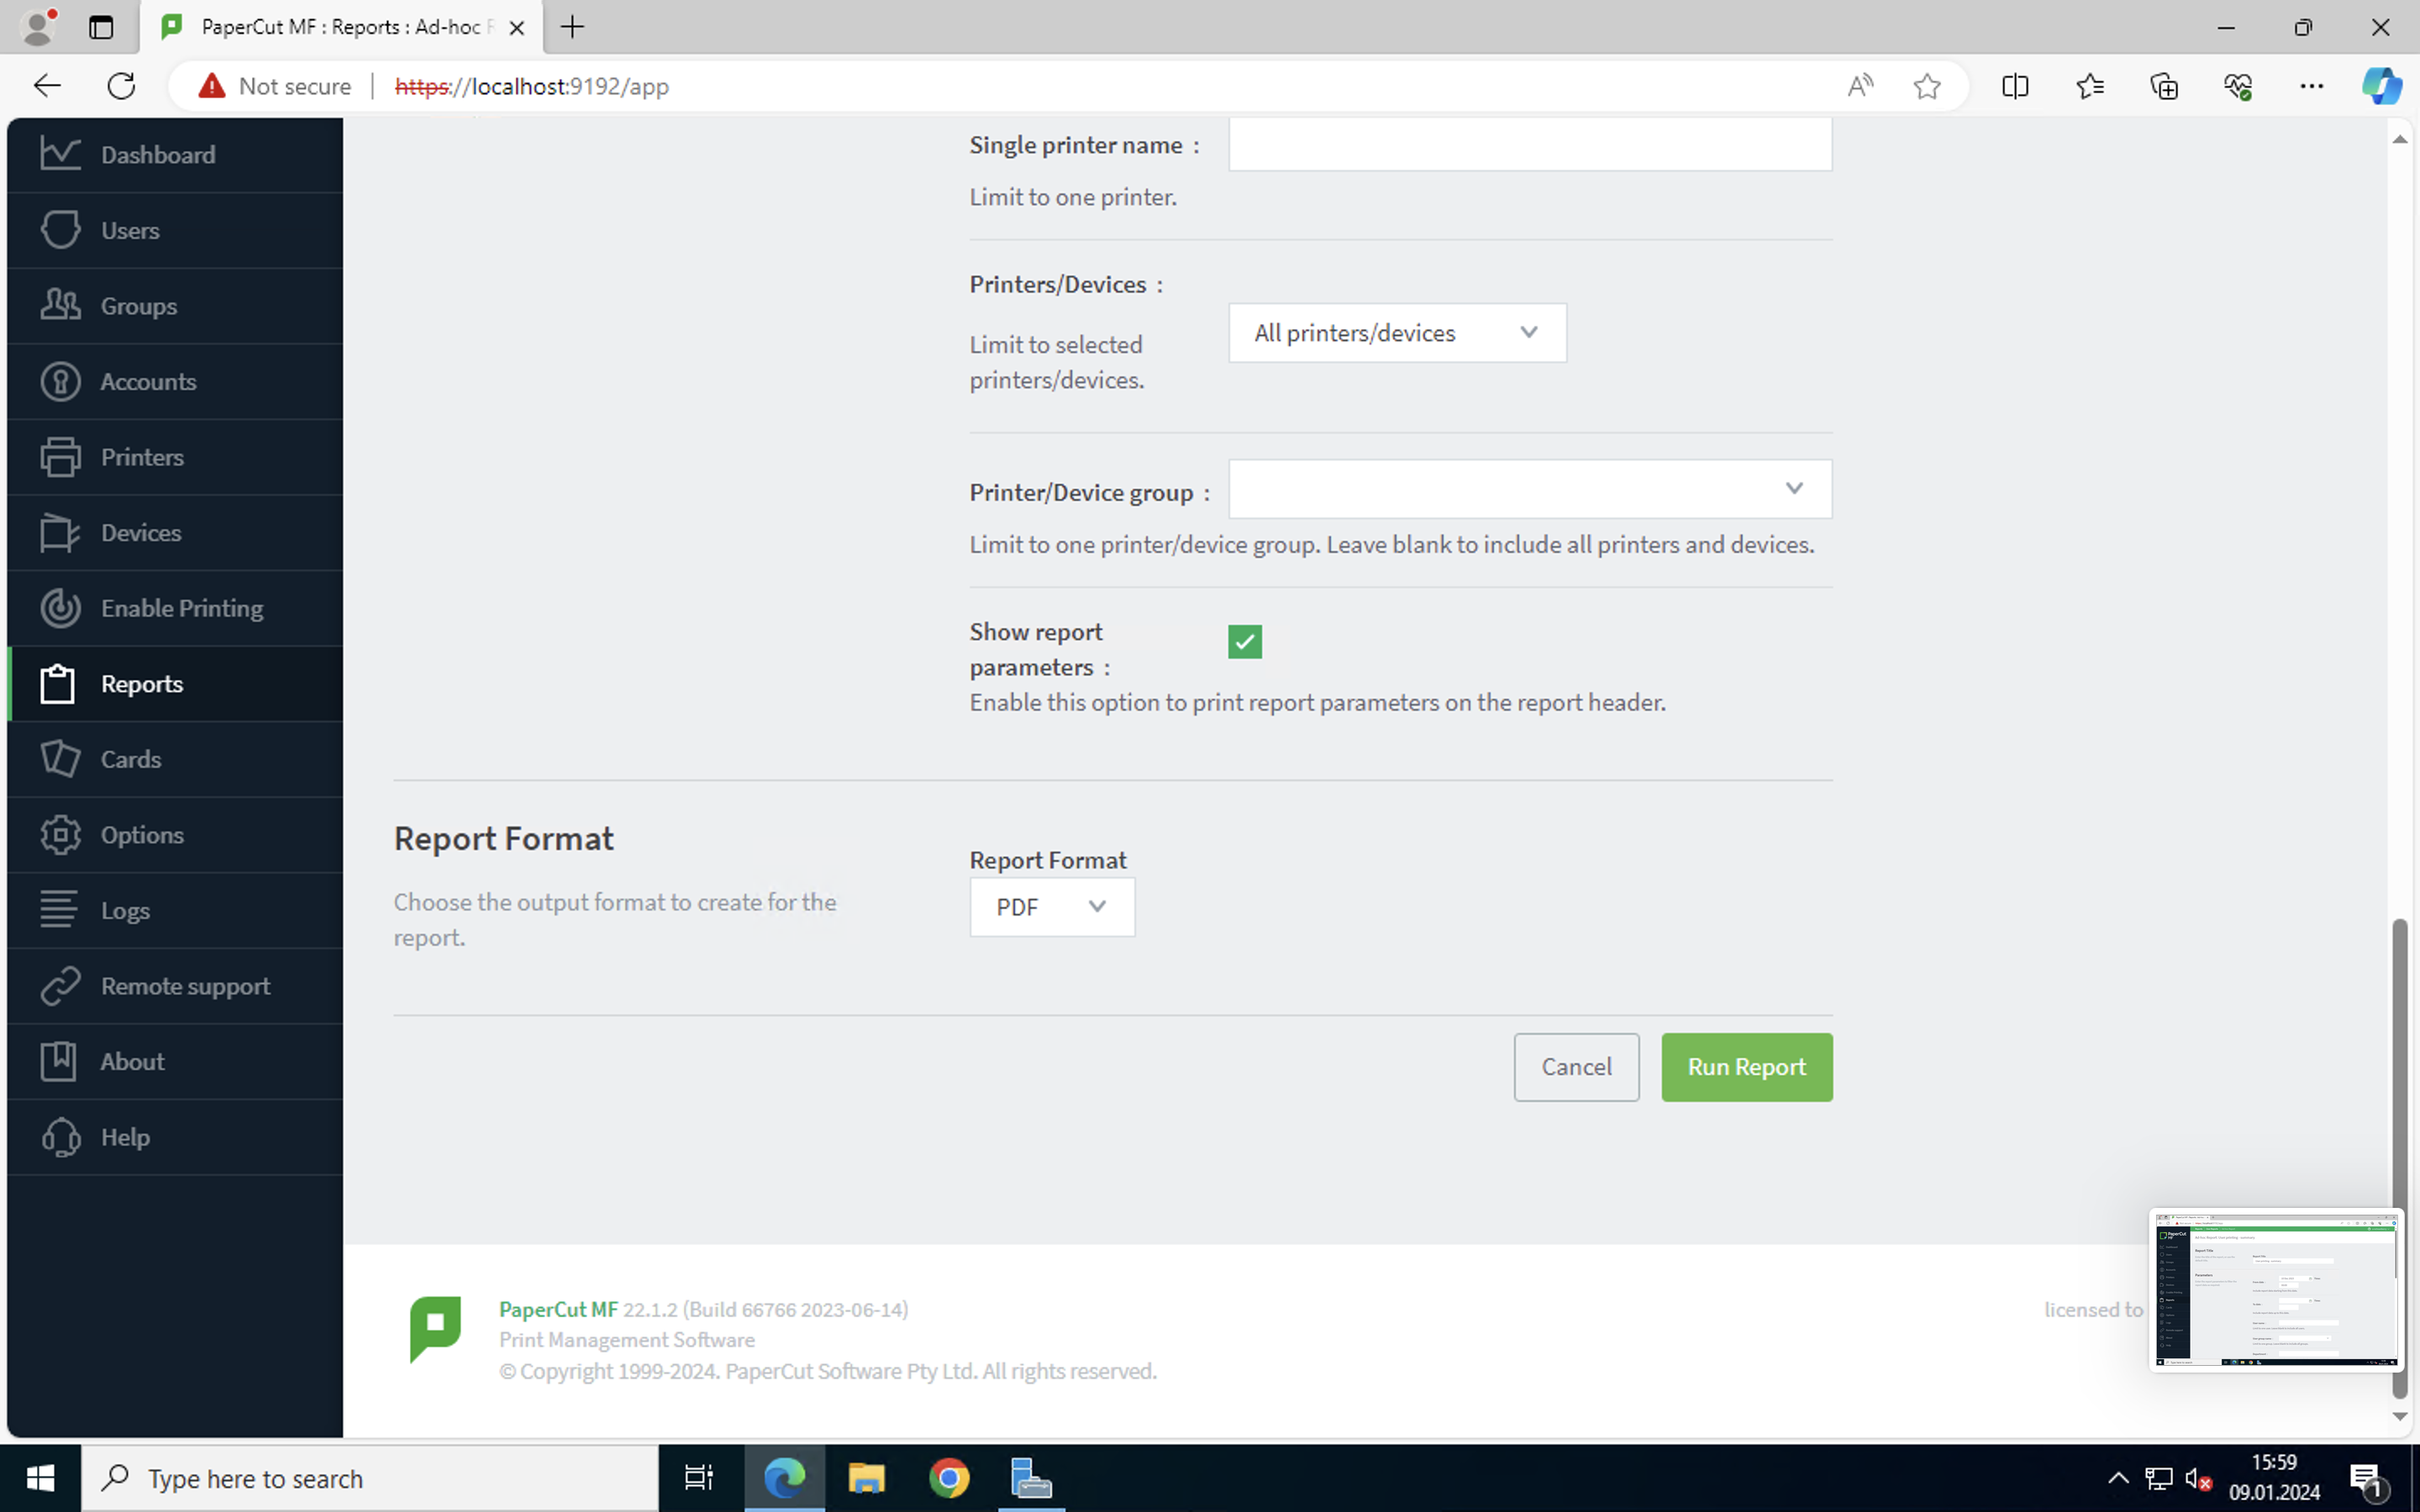 PaperCut MF : Reports : Ad-hoc
Not secure
https://localhost:9192/app
Dashboard
Users
Groups
Accounts
Printers
Devices
Enable Printing
Reports
Cards
Options
Logs
Remote support
About
Help
Single printer name :
Limit to one printer.
Printers/Devices :
All printers/devices
Limit to selected
printers/devices.
Printer/Device group :
Limit to one printer/device group. Leave blank to include all printers and devices.
Show report
parameters :
Enable this option to print report parameters on the report header.
Report Format
Choose the output format to create for the
report.
Report Format
PDF
Cancel
Run Report
PaperCut MF 22.1.2 (Build 66766 2023-06-14)
Print Management Software
© Copyright 1999-2024. PaperCut Software Pty Ltd. All rights reserved.
licensed to
Type here to search
15:59
09.01.2024
1